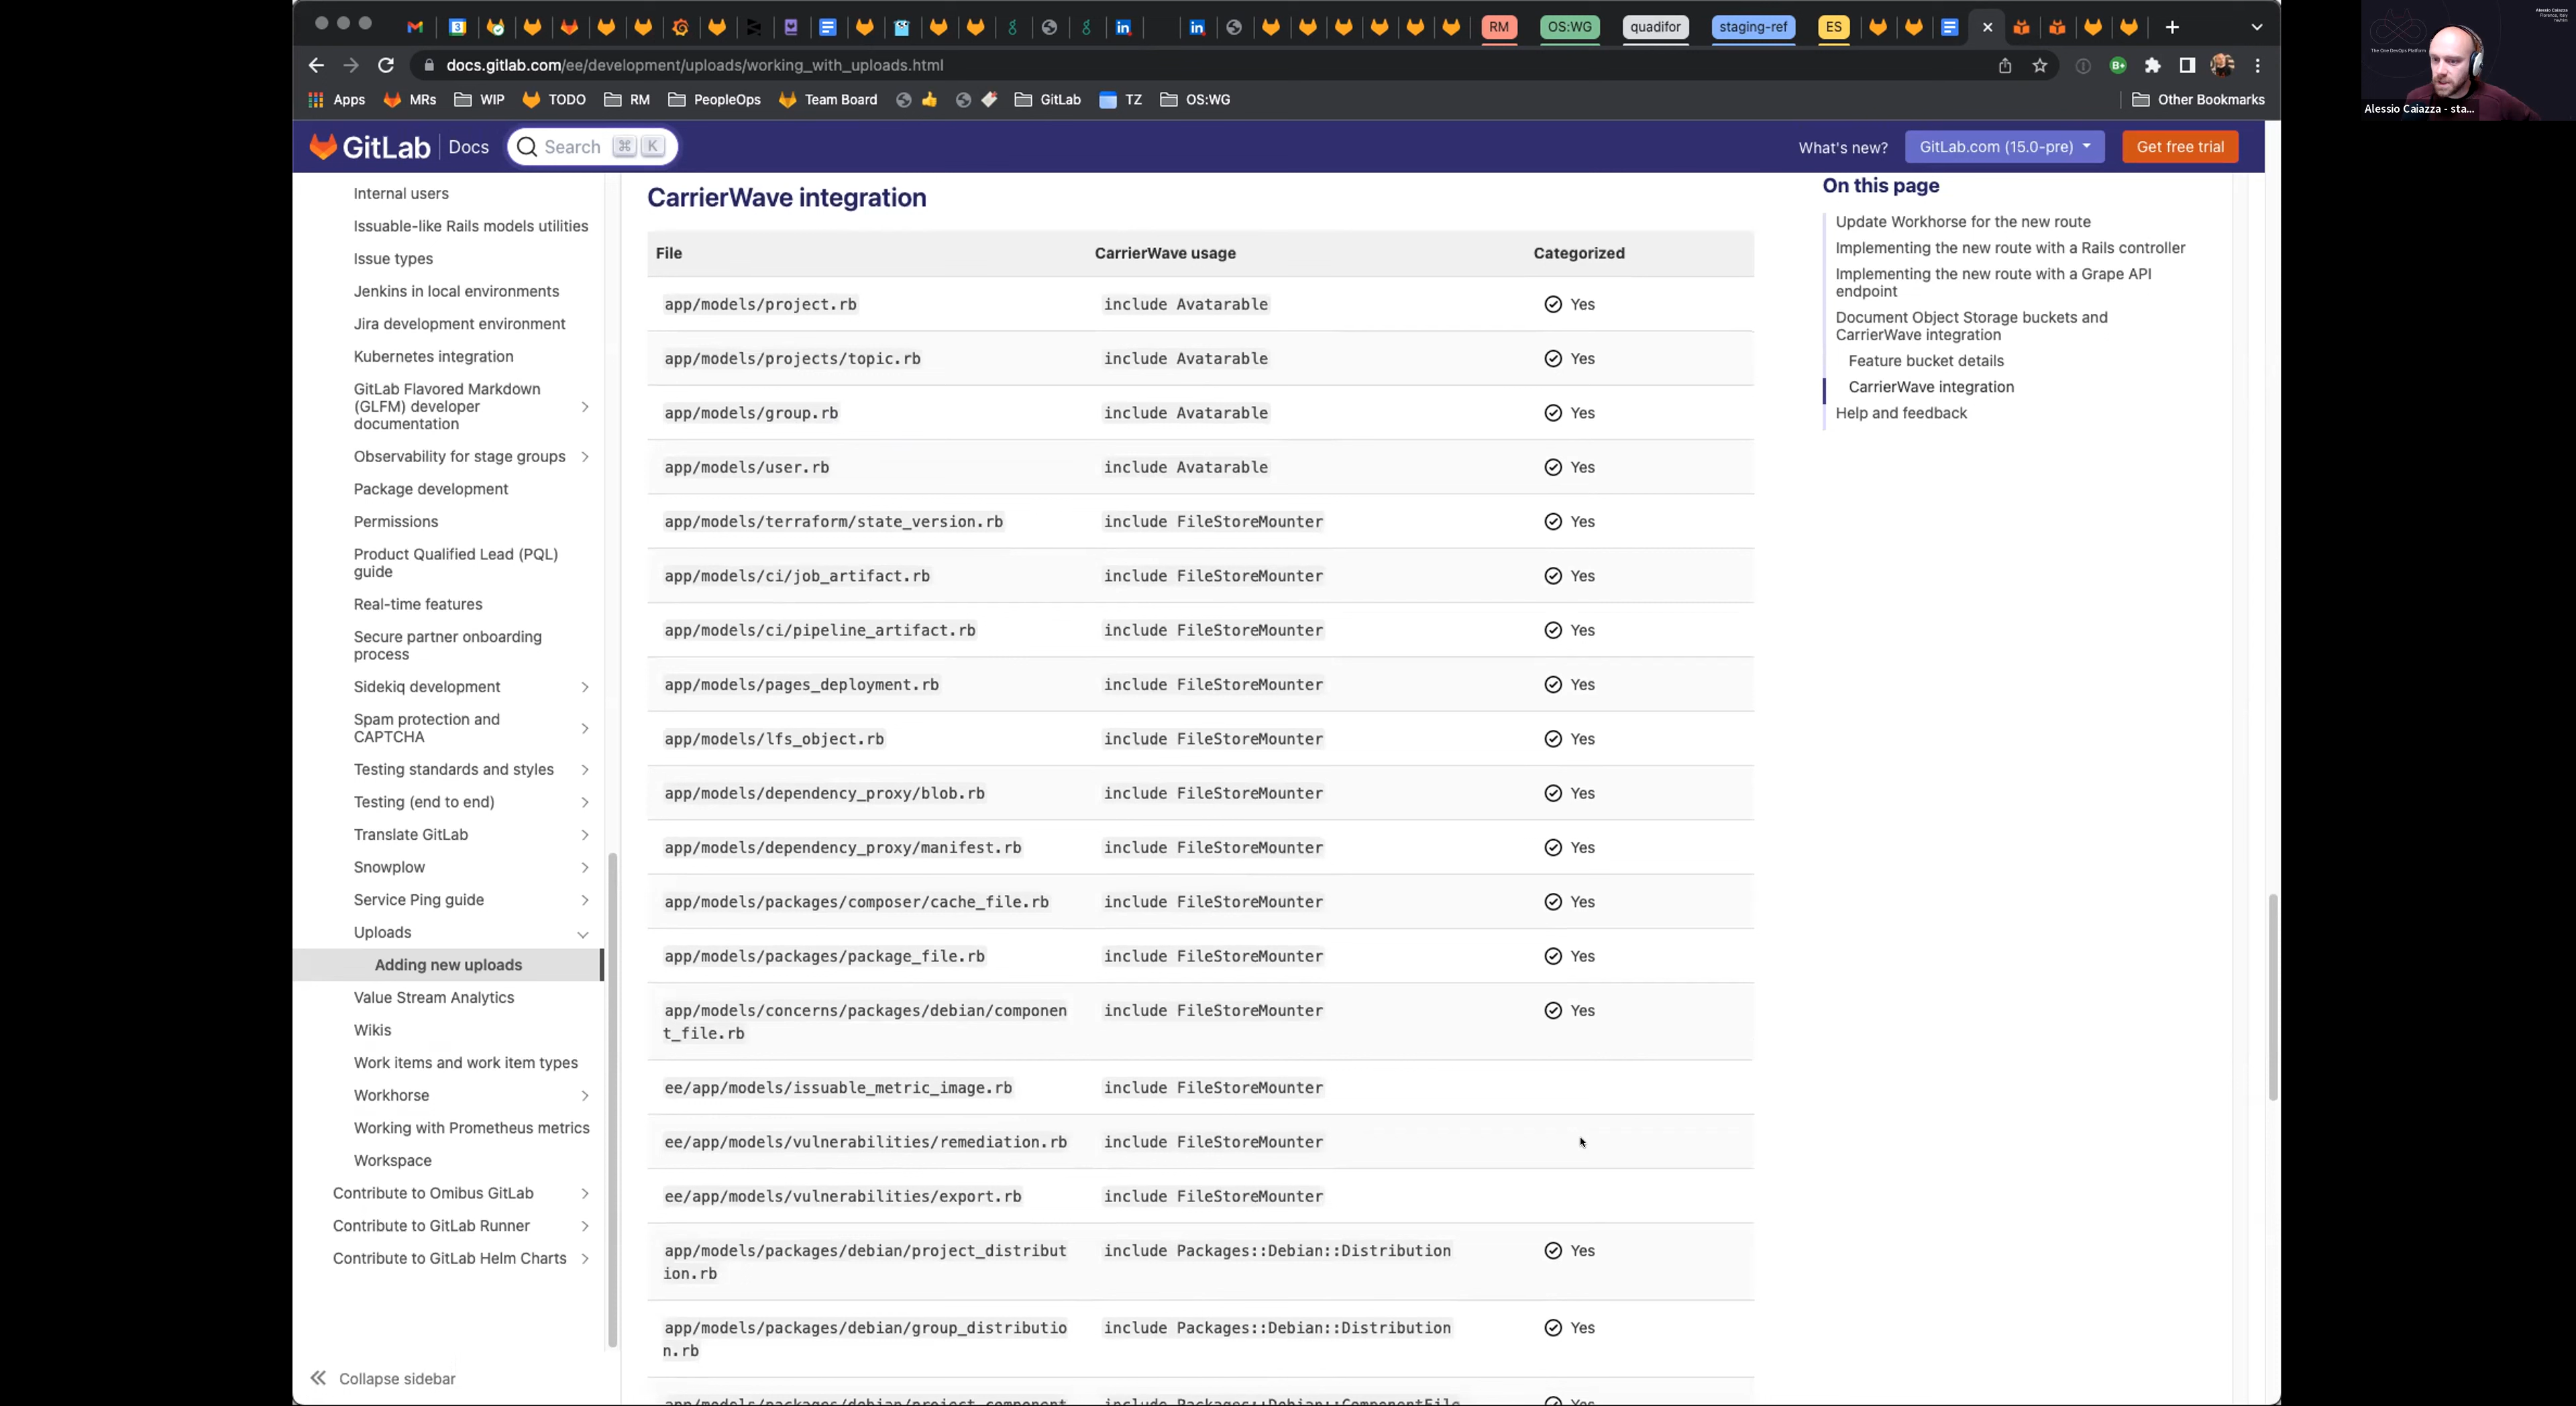 RM
OS:WG
quadifor
staging-ref
ES
docs.gitlab.com/ee/development/uploads/working_with_uploads.html
Apps
MRs
WIP
TODO
RM
PeopleOps
Team Board
GitLab
TZ
OS:WG
Other Bookmarks
Alessio Caiazza - sta...
GitLab
Docs
Search
⌘ K
What's new?
GitLab.com (15.0-pre)
Get free trial
Internal users
Issuable-like Rails models utilities
Issue types
Jenkins in local environments
Jira development environment
Kubernetes integration
GitLab Flavored Markdown
(GLFM) developer
documentation
Observability for stage groups
Package development
Permissions
Product Qualified Lead (PQL)
guide
Real-time features
Secure partner onboarding
process
Sidekiq development
Spam protection and
CAPTCHA
Testing standards and styles
Testing (end to end)
Translate GitLab
Snowplow
Service Ping guide
Uploads
Adding new uploads
Value Stream Analytics
Wikis
Work items and work item types
Workhorse
Working with Prometheus metrics
Workspace
Contribute to Omibus GitLab
Contribute to GitLab Runner
Contribute to GitLab Helm Charts
Collapse sidebar
CarrierWave integration
File CarrierWave usage Categorized
app/models/project.rb include Avatarable Yes
app/models/projects/topic.rb include Avatarable Yes
app/models/group.rb include Avatarable Yes
app/models/user.rb include Avatarable Yes
app/models/terraform/state_version.rb include FileStoreMounter Yes
app/models/ci/job_artifact.rb include FileStoreMounter Yes
app/models/ci/pipeline_artifact.rb include FileStoreMounter Yes
app/models/pages_deployment.rb include FileStoreMounter Yes
app/models/lfs_object.rb include FileStoreMounter Yes
app/models/dependency_proxy/blob.rb include FileStoreMounter Yes
app/models/dependency_proxy/manifest.rb include FileStoreMounter Yes
app/models/packages/composer/cache_file.rb include FileStoreMounter Yes
app/models/packages/package_file.rb include FileStoreMounter Yes
app/models/concerns/packages/debian/componen include FileStoreMounter Yes
t_file.rb
ee/app/models/issuable_metric_image.rb include FileStoreMounter
ee/app/models/vulnerabilities/remediation.rb include FileStoreMounter
ee/app/models/vulnerabilities/export.rb include FileStoreMounter
app/models/packages/debian/project_distribut include Packages::Debian::Distribution Yes
ion.rb
app/models/packages/debian/group_distributio include Packages::Debian::Distribution Yes
n.rb
app/models/packages/debian/project_component include Packages::Debian::ComponentFile Yes
On this page
Update Workhorse for the new route
Implementing the new route with a Rails controller
Implementing the new route with a Grape API
endpoint
Document Object Storage buckets and
CarrierWave integration
Feature bucket details
CarrierWave integration
Help and feedback